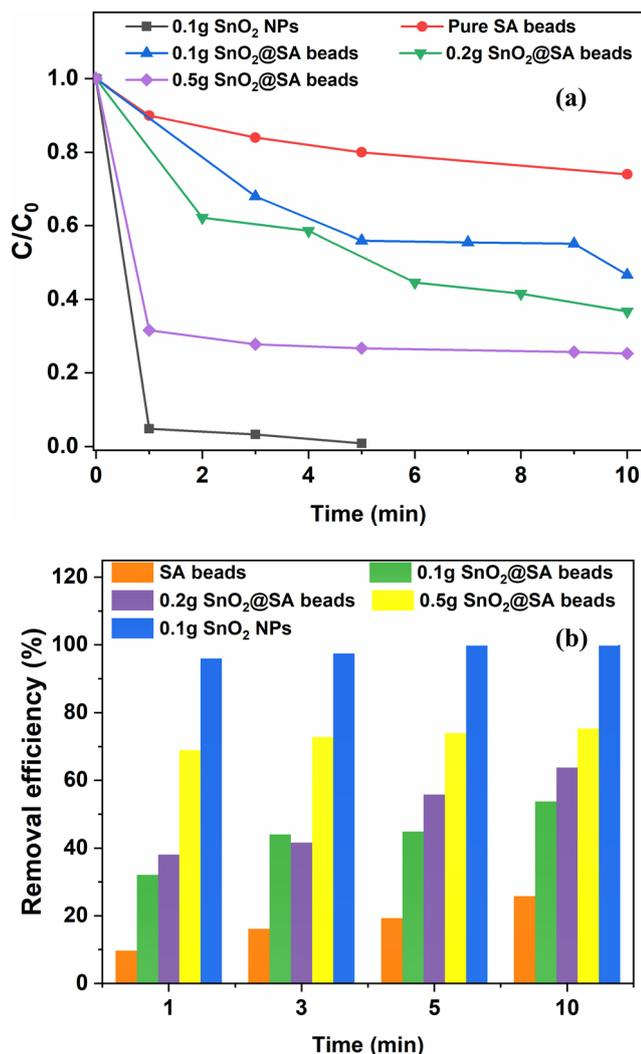 0.1g SnO₂ NPs Pure SA beads
0.1g SnO₂@SA beads 0.2g SnO₂@SA beads
0.5g SnO₂@SA beads
(a)
1.0
0.8
0.6
0.4
0.2
0.0
C/C₀
0 2 4 6 8 10
Time (min)
SA beads 0.1g SnO₂@SA beads
0.2g SnO₂@SA beads 0.5g SnO₂@SA beads
0.1g SnO₂ NPs
(b)
120
100
80
60
40
20
0
Removal efficiency (%)
1 3 5 10
Time (min)